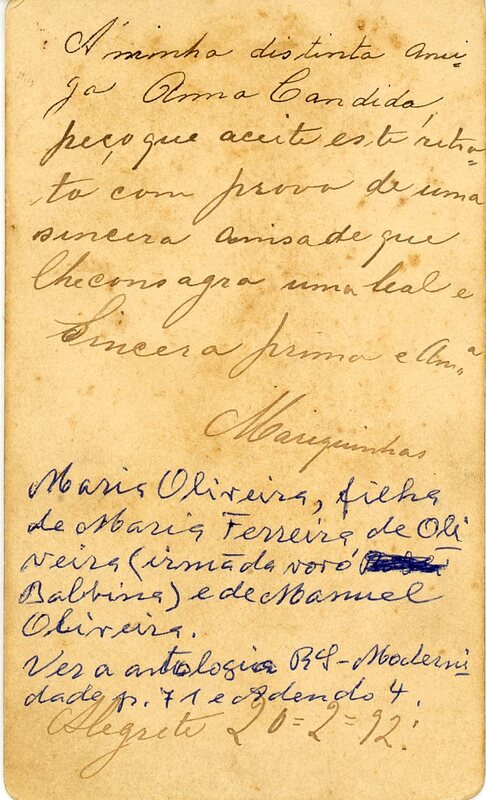 Á minha distinta ami-
ga Anna Candida
peço que aceite este retra-
to com prova de uma
sincera amisade que
lhe consagra uma leal e
Sincera prima e Am.ª
Mariquinhas
Maria Oliveira, filha
de Maria Ferreira de Oli
veira (irmã da vovó
Balbina) e de Manuel
Oliveira.
Ver a antologia RS-Moderni
dade p. 71 e Adendo 4.
Alegrete 20=2=92.